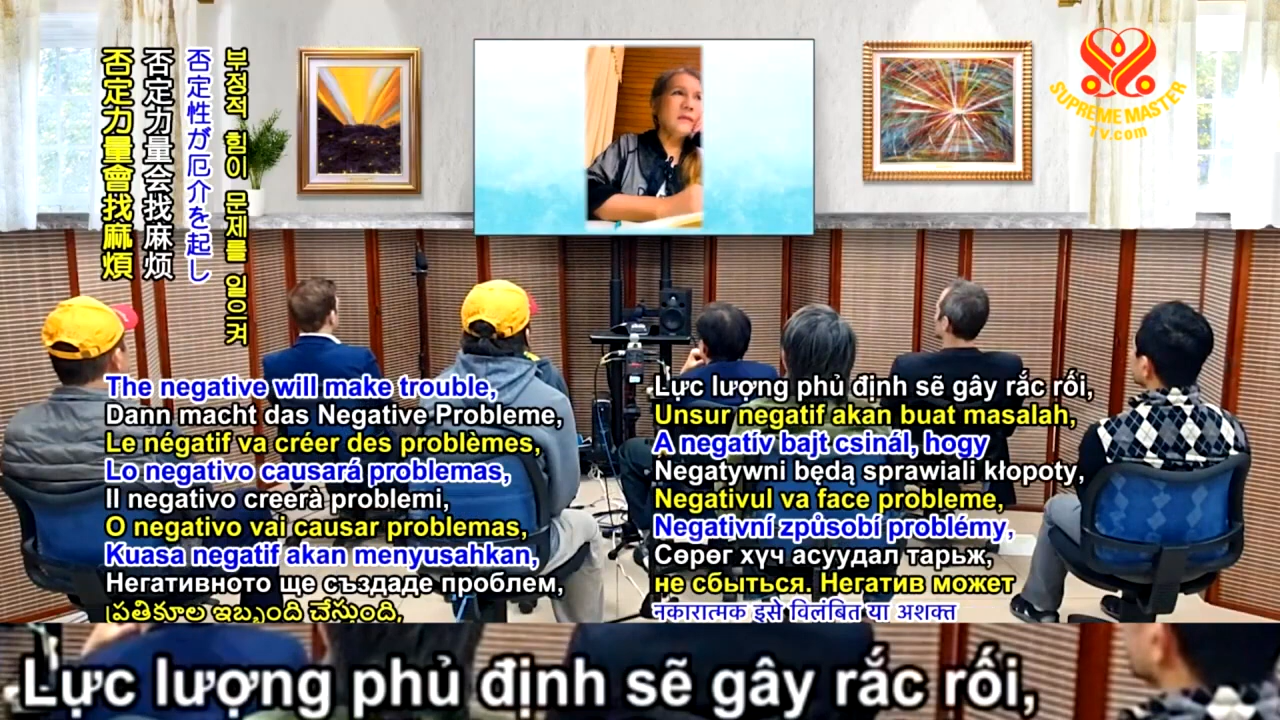 否定力量會找麻煩
否定力量会找麻烦
否定性が厄介を起し
부정적 힘이 문제를 일으켜
SUPREME MASTER
TV.com
The negative will make trouble,
Dann macht das Negative Probleme,
Le négatif va créer des problèmes,
Lo negativo causará problemas,
Il negativo creerà problemi,
O negativo vai causar problemas,
Kuasa negatif akan menyusahkan,
Негативното ще създаде проблем,
ప్రతికూల ఇబ్బంది చేస్తుంది,
Lực lượng phủ định sẽ gây rắc rối,
Unsur negatif akan buat masalah,
A negatív bajt csinál, hogy
Negatywni będą sprawiali kłopoty,
Negativul va face probleme,
Negativní způsobí problémy,
Сөрөг хүч асуудал тарьж,
не сбыться. Негатив может
नकारात्मक इसे विलंबित या अशक्त
Lực lượng phủ định sẽ gây rắc rối,